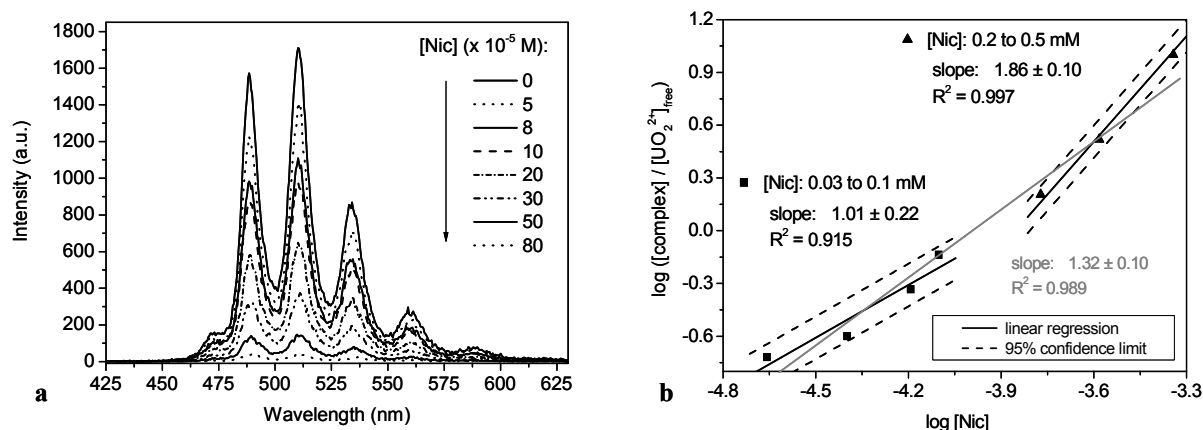 1800
1600
1400
1200
1000
800
600
400
200
0
Intensity (a.u.)
425 450 475 500 525 550 575 600 625
Wavelength (nm)
[Nic] (x 10⁻⁵ M):
0
5
8
10
20
30
50
80
a
1.2
0.9
0.6
0.3
0.0
-0.3
-0.6
log ([complex] / [UO₂²⁺]free)
[Nic]: 0.2 to 0.5 mM
slope: 1.86 ± 0.10
R² = 0.997
[Nic]: 0.03 to 0.1 mM
slope: 1.01 ± 0.22
R² = 0.915
slope: 1.32 ± 0.10
R² = 0.989
linear regression
95% confidence limit
-4.8 -4.5 -4.2 -3.9 -3.6 -3.3
log [Nic]
b